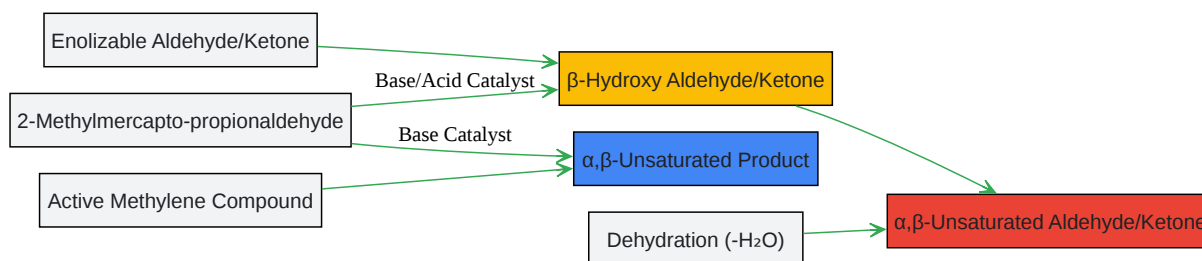 Enolizable Aldehyde/Ketone
Base/Acid Catalyst
β-Hydroxy Aldehyde/Ketone
2-Methylmercapto-propionaldehyde
Base Catalyst
α,β-Unsaturated Product
Active Methylene Compound
α,β-Unsaturated Aldehyde/Ketone
Dehydration (-H₂O)